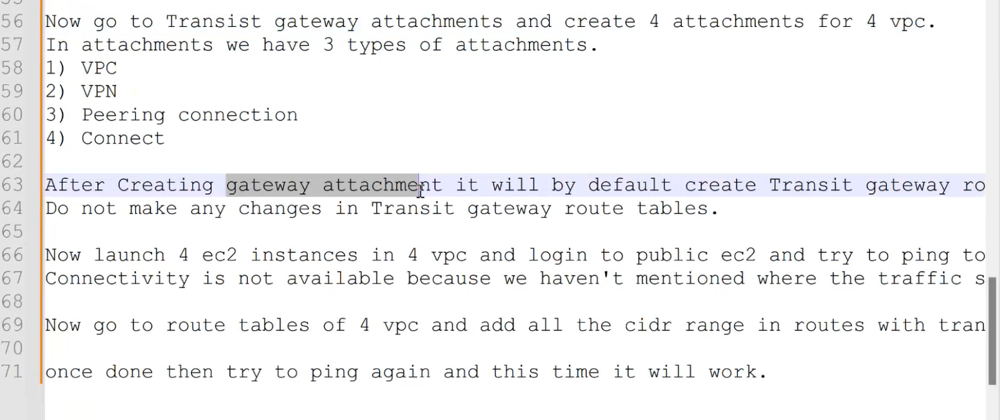 56 Now go to Transist gateway attachments and create 4 attachments for 4 vpc.
57 In attachments we have 3 types of attachments.
58 1) VPC
59 2) VPN
60 3) Peering connection
61 4) Connect
62
63 After Creating gateway attachment it will by default create Transit gateway ro
64 Do not make any changes in Transit gateway route tables.
65
66 Now launch 4 ec2 instances in 4 vpc and login to public ec2 and try to ping to
67 Connectivity is not available because we haven't mentioned where the traffic s
68
69 Now go to route tables of 4 vpc and add all the cidr range in routes with tran
70
71 once done then try to ping again and this time it will work.